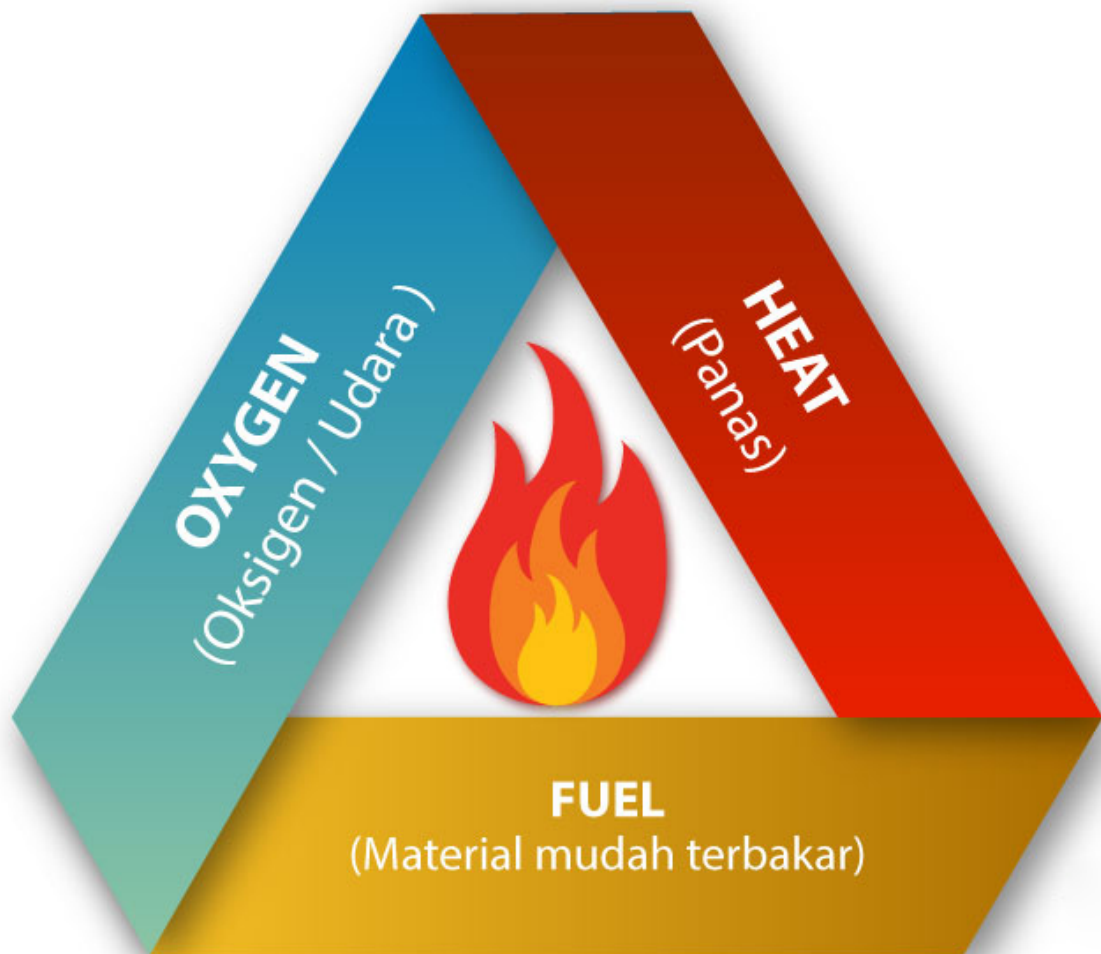 OXYGEN
(Oksigen / Udara )
HEAT
(Panas)
FUEL
(Material mudah terbakar)